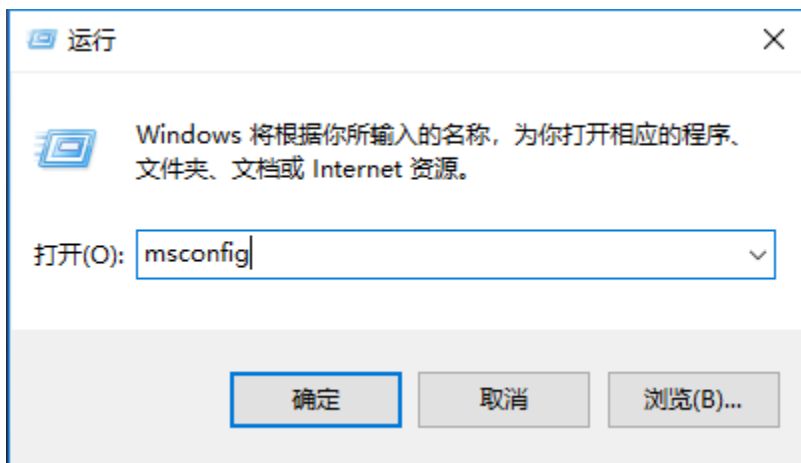 运行
Windows 将根据你所输入的名称，为你打开相应的程序、
文件夹、文档或 Internet 资源。
打开(O): msconfig
确定 取消 浏览(B)...